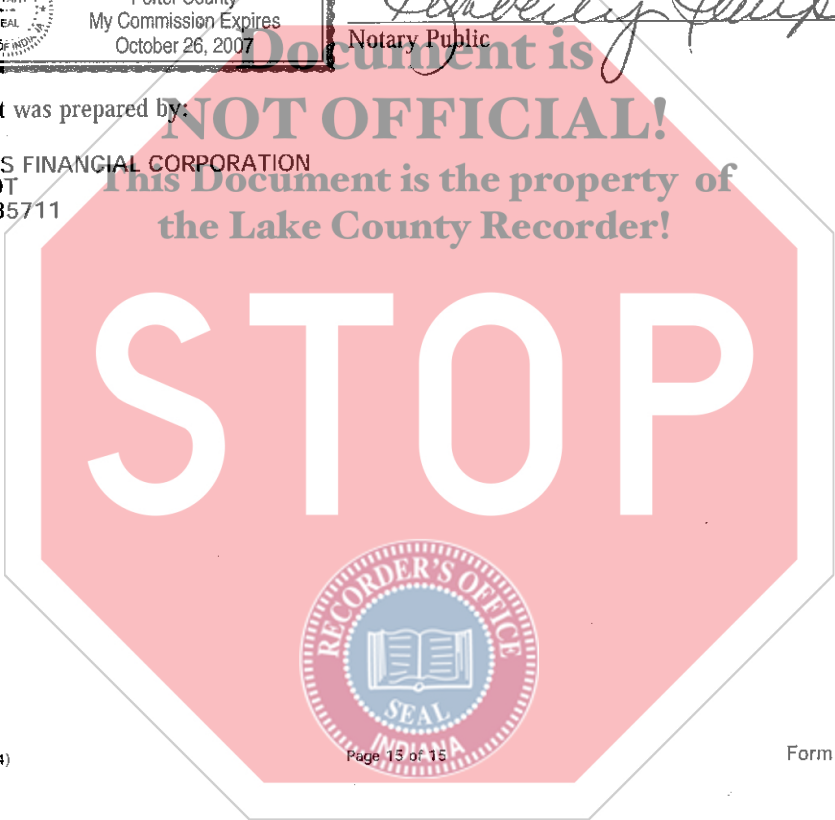 Porter County
My Commission Expires
October 26, 2007
SEAL
Notary Public
Document is
NOT OFFICIAL!
t was prepared by:
S FINANCIAL CORPORATION
This Document is the property of
35711
the Lake County Recorder!
STOP
RECORDER'S OFFICE
SEAL
INDIANA
4)
Page 15 of 15
Form